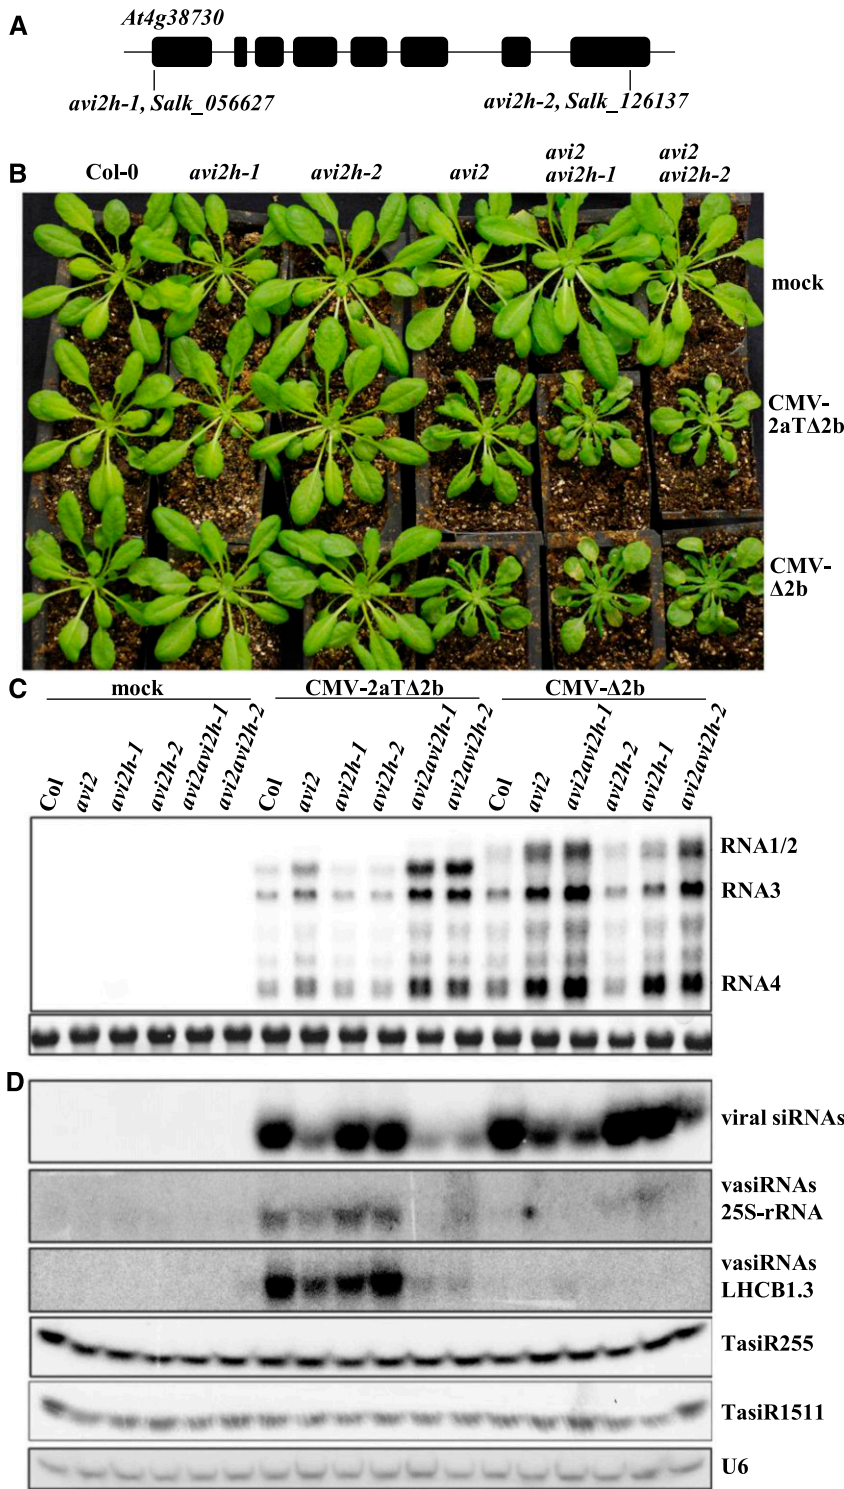 A
At4g38730
avi2h-1, Salk_056627
avi2h-2, Salk_126137
B
Col-0
avi2h-1
avi2h-2
avi2
avi2
avi2h-1
avi2
avi2h-2
mock
CMV-
2aTΔ2b
CMV-
Δ2b
C
mock
CMV-2aTΔ2b
CMV-Δ2b
Col
avi2
avi2h-1
avi2h-2
avi2avi2h-1
avi2avi2h-2
Col
avi2
avi2h-1
avi2h-2
avi2avi2h-1
avi2avi2h-2
Col
avi2
avi2avi2h-1
avi2h-2
avi2h-1
avi2avi2h-2
RNA1/2
RNA3
RNA4
D
viral siRNAs
vasiRNAs
25S-rRNA
vasiRNAs
LHCB1.3
TasiR255
TasiR1511
U6